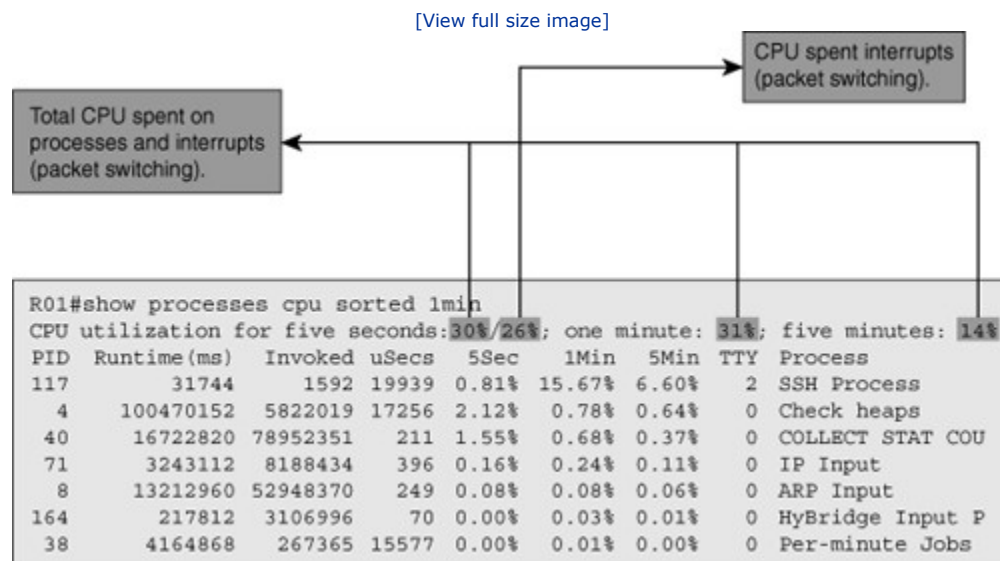 [View full size image]
CPU spent interrupts
(packet switching).
Total CPU spent on
processes and interrupts
(packet switching).
R01#show processes cpu sorted 1min
CPU utilization for five seconds:30%/26%; one minute: 31%; five minutes: 14%
PID Runtime(ms) Invoked uSecs 5Sec 1Min 5Min TTY Process
117 31744 1592 19939 0.81% 15.67% 6.60% 2 SSH Process
4 100470152 5822019 17256 2.12% 0.78% 0.64% 0 Check heaps
40 16722820 78952351 211 1.55% 0.68% 0.37% 0 COLLECT STAT COU
71 3243112 8188434 396 0.16% 0.24% 0.11% 0 IP Input
8 13212960 52948370 249 0.08% 0.08% 0.06% 0 ARP Input
164 217812 3106996 70 0.00% 0.03% 0.01% 0 HyBridge Input P
38 4164868 267365 15577 0.00% 0.01% 0.00% 0 Per-minute Jobs